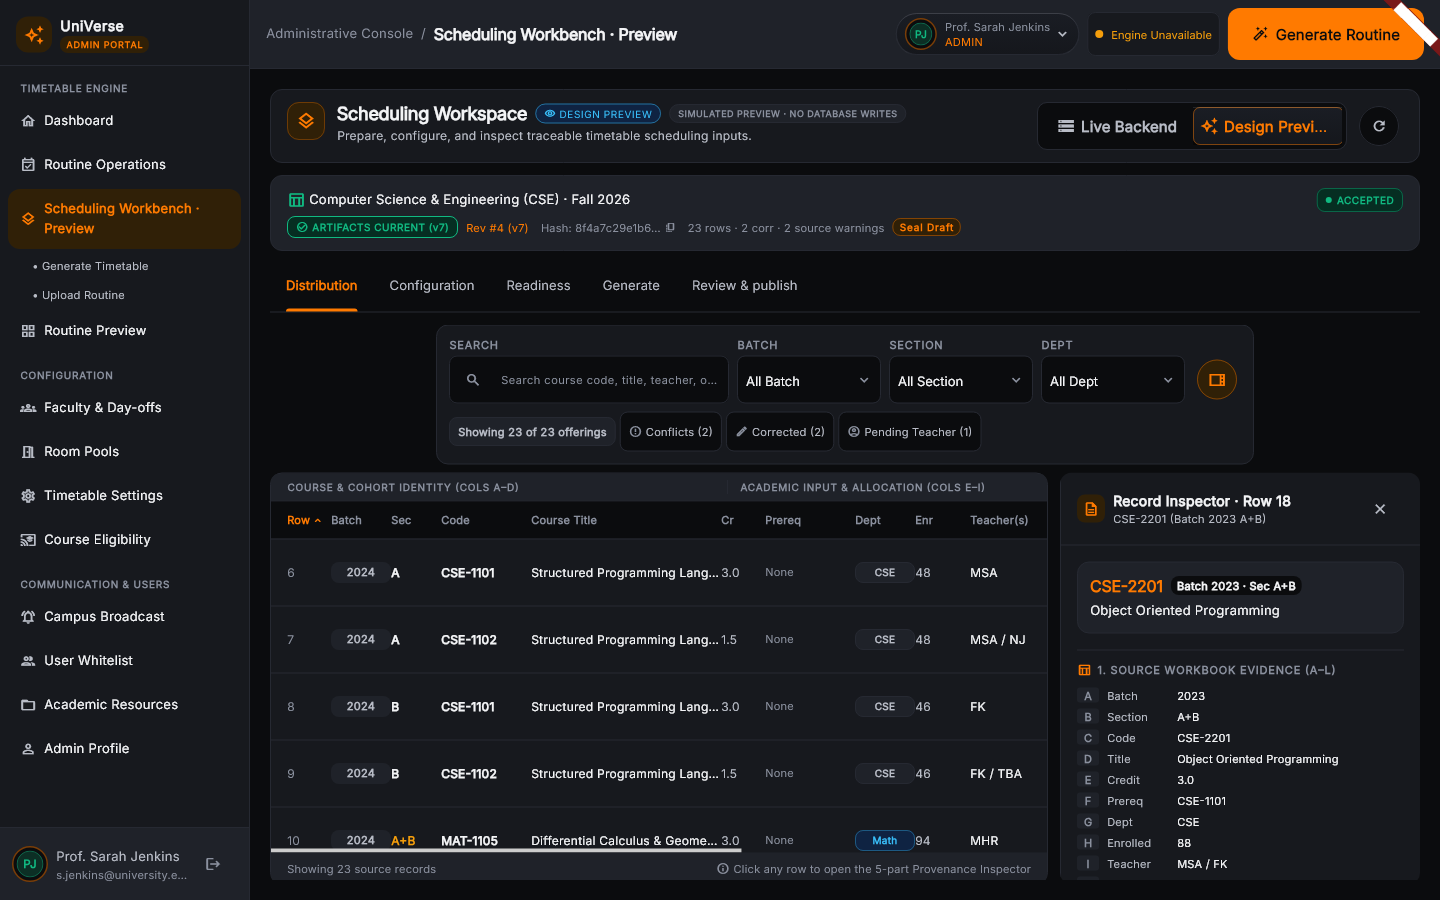 UniVerse
ADMIN PORTAL
TIMETABLE ENGINE
Dashboard
Routine Operations
Scheduling Workbench ·
Preview
• Generate Timetable
• Upload Routine
Routine Preview
CONFIGURATION
Faculty & Day-offs
Room Pools
Timetable Settings
Course Eligibility
COMMUNICATION & USERS
Campus Broadcast
User Whitelist
Academic Resources
Admin Profile
PJ
Prof. Sarah Jenkins
s.jenkins@university.e...
Administrative Console / Scheduling Workbench · Preview
PJ
Prof. Sarah Jenkins
ADMIN
Engine Unavailable
Generate Routine
Scheduling Workspace
DESIGN PREVIEW
SIMULATED PREVIEW · NO DATABASE WRITES
Prepare, configure, and inspect traceable timetable scheduling inputs.
Live Backend
Design Previ...
Computer Science & Engineering (CSE) · Fall 2026
ACCEPTED
ARTIFACTS CURRENT (v7) Rev #4 (v7) Hash: 8f4a7c29e1b6... 23 rows · 2 corr · 2 source warnings Seal Draft
Distribution Configuration Readiness Generate Review & publish
SEARCH BATCH SECTION DEPT
Search course code, title, teacher, o... All Batch All Section All Dept
Showing 23 of 23 offerings Conflicts (2) Corrected (2) Pending Teacher (1)
COURSE & COHORT IDENTITY (COLS A–D) ACADEMIC INPUT & ALLOCATION (COLS E–I)
Row Batch Sec Code Course Title Cr Prereq Dept Enr Teacher(s)
6 2024 A CSE-1101 Structured Programming Lang... 3.0 None CSE 48 MSA
7 2024 A CSE-1102 Structured Programming Lang... 1.5 None CSE 48 MSA / NJ
8 2024 B CSE-1101 Structured Programming Lang... 3.0 None CSE 46 FK
9 2024 B CSE-1102 Structured Programming Lang... 1.5 None CSE 46 FK / TBA
10 2024 A+B MAT-1105 Differential Calculus & Geome... 3.0 None Math 94 MHR
Showing 23 source records
Click any row to open the 5-part Provenance Inspector
Record Inspector · Row 18
CSE-2201 (Batch 2023 A+B)
CSE-2201 Batch 2023 · Sec A+B
Object Oriented Programming
1. SOURCE WORKBOOK EVIDENCE (A–L)
A Batch 2023
B Section A+B
C Code CSE-2201
D Title Object Oriented Programming
E Credit 3.0
F Prereq CSE-1101
G Dept CSE
H Enrolled 88
I Teacher MSA / FK